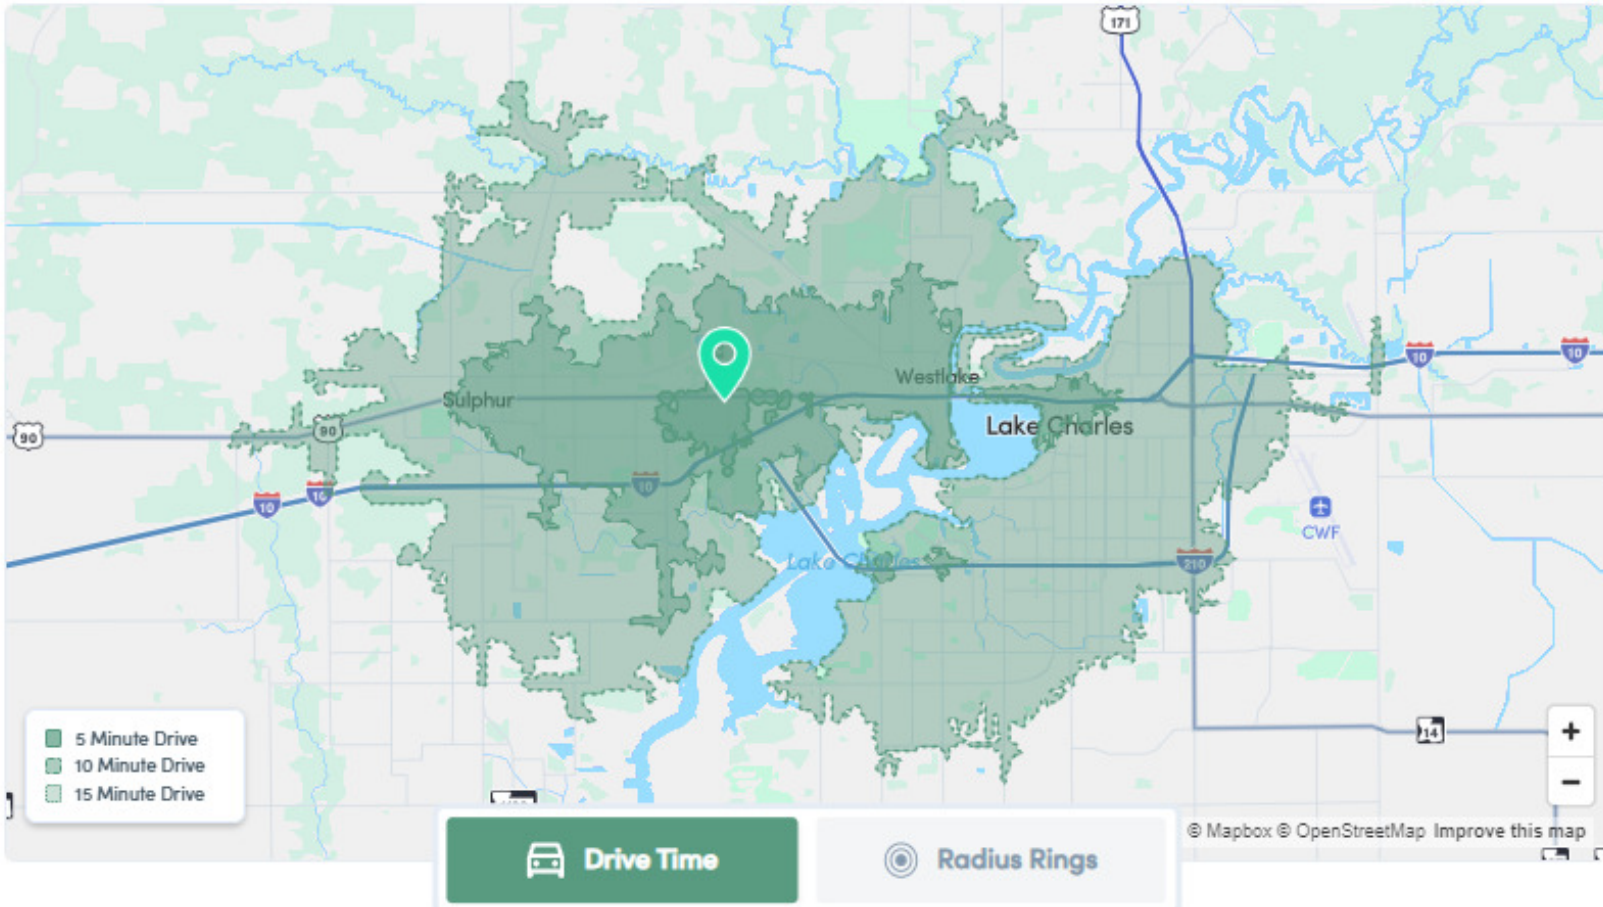 171
Westlake
Sulphur
Lake Charles
90
90
10
10
10
10
10
CWF
Lake Charles
210
14
5 Minute Drive
10 Minute Drive
15 Minute Drive
+
−
© Mapbox © OpenStreetMap Improve this map
Drive Time
Radius Rings